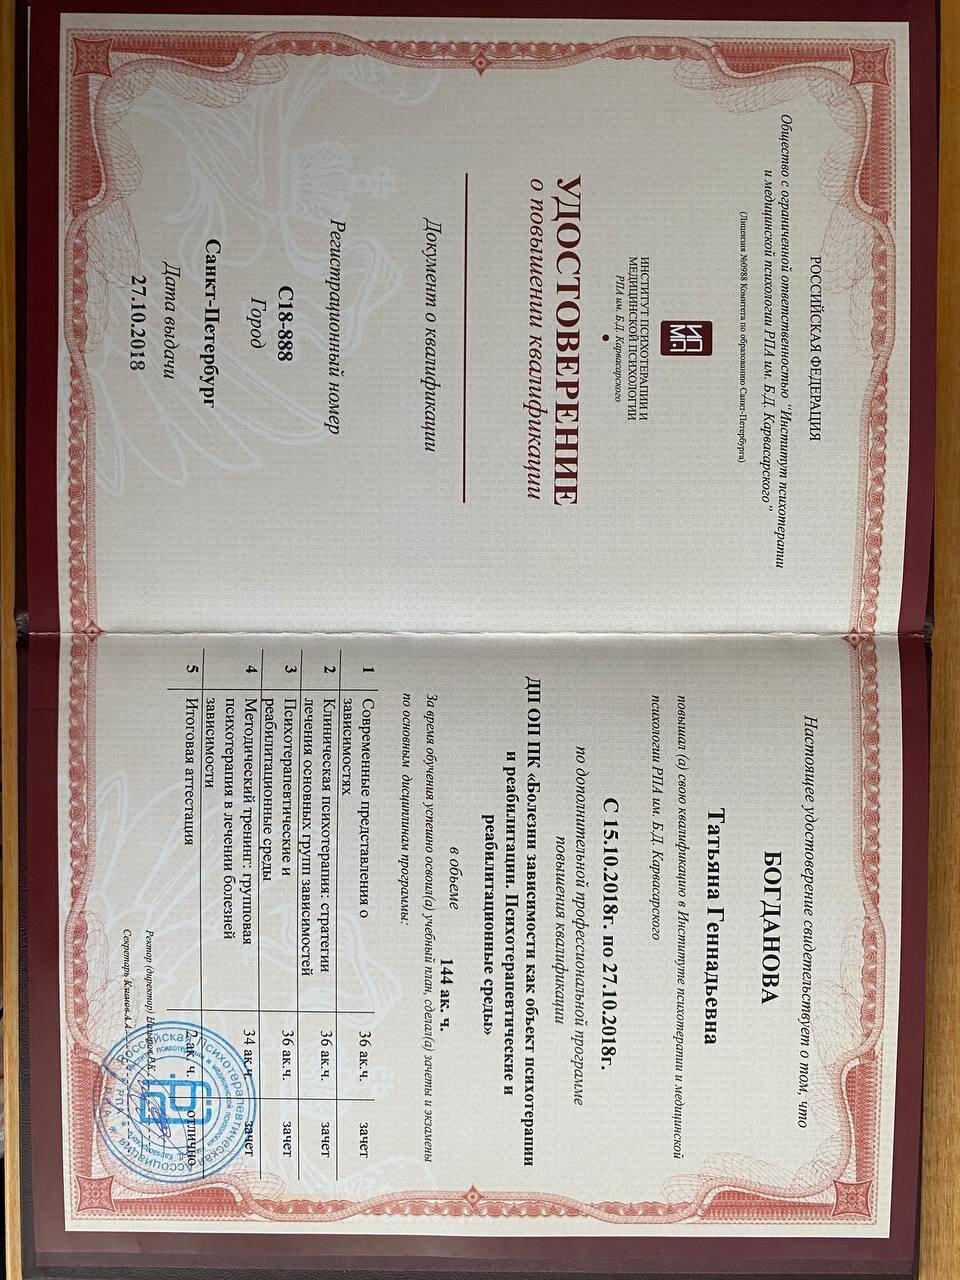 РОССИЙСКАЯ ФЕДЕРАЦИЯ
Общество с ограниченной ответственностью "Институт психотерапии
и медицинской психологии РПА им. Б.Д. Карвасарского"
(Лицензия №0988 Комитета по образованию Санкт-Петербурга)
ИНСТИТУТ ПСИХОТЕРАПИИ И
МЕДИЦИНСКОЙ ПСИХОЛОГИИ
РПА им. Б.Д. Карвасарского
УДОСТОВЕРЕНИЕ
о повышении квалификации
Документ о квалификации
Регистрационный номер
С18-888
Город
Санкт-Петербург
Дата выдачи
27.10.2018
Настоящее удостоверение свидетельствует о том, что
БОГДАНОВА
Татьяна Геннадьевна
повышал (а) свою квалификацию в Институте психотерапии и медицинской
психологии РПА им. Б.Д. Карвасарского
С 15.10.2018г. по 27.10.2018г.
по дополнительной профессиональной программе
повышения квалификации
ДП ОП ПК «Болезни зависимости как объект психотерапии
и реабилитации. Психотерапевтические и
реабилитационные среды»
в объеме
144 ак. ч.
За время обучения успешно освоил(а) учебный план, сдал(а) зачеты и экзамены
по основным дисциплинам программы:
1 Современные представления о зависимостях 36 ак.ч. зачет
2 Клиническая психотерапия: стратегии лечения основных групп зависимостей 36 ак.ч. зачет
3 Психотерапевтические и реабилитационные среды 36 ак.ч. зачет
4 Методический тренинг: групповая психотерапия в лечении болезней зависимости 34 ак.ч. зачет
5 Итоговая аттестация 2 ак. ч. отлично
Ректор (директор)
Секретарь
Российская Психотерапевтическая Ассоциация